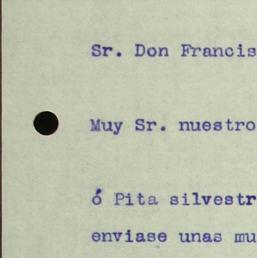 Sr. Don Francis
Muy Sr. nuestro
ó Pita silvestr
enviase unas mu